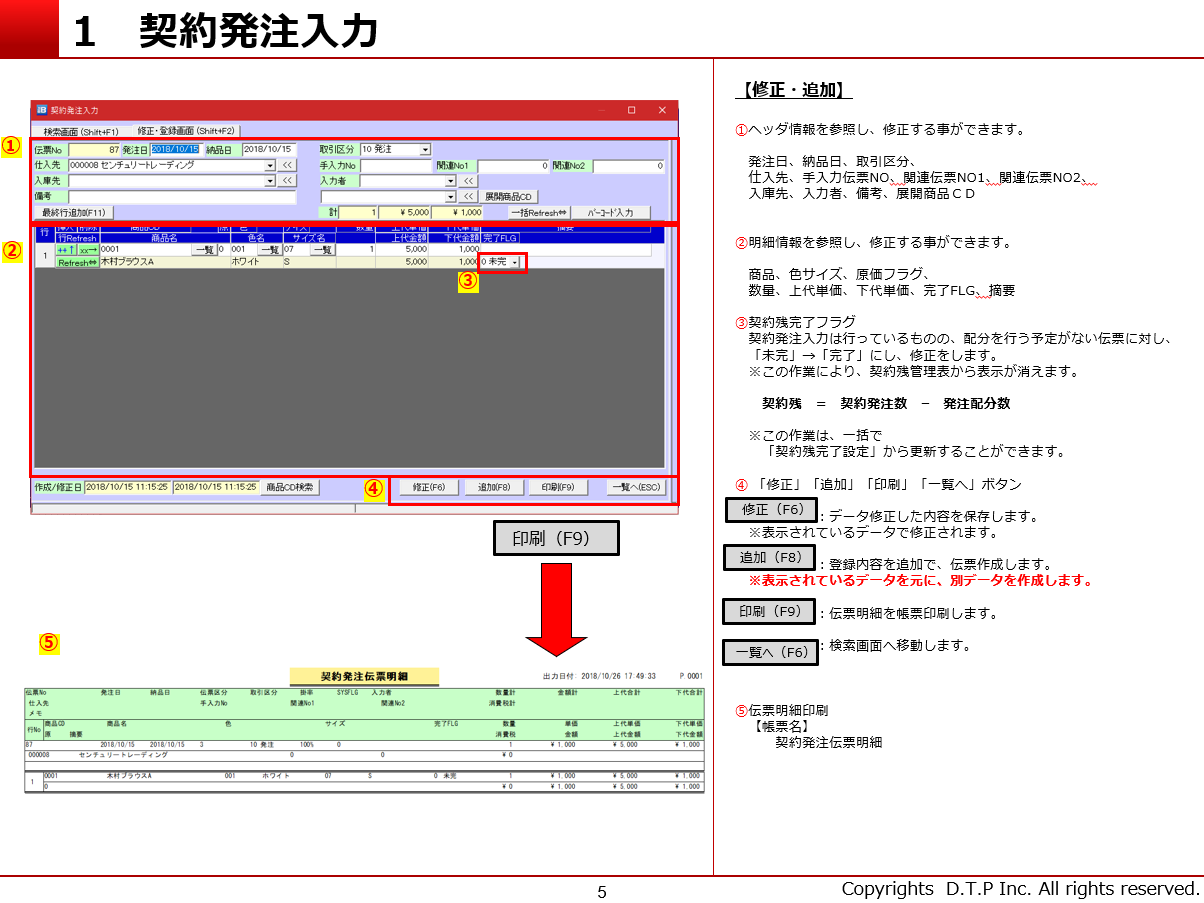 1　契約発注入力
契約発注入力
検索画面 (Shift+F1)　修正・登録画面 (Shift+F2)
①
伝票No　87　発注日　2018/10/15　納品日　2018/10/15　取引区分　10 発注
仕入先　000008 センチュリートレーディング　<<　手入力No　関連No1　0　関連No2　0
入庫先　<<　入力者　<<
備考　<<　展開商品CD
最終行追加(F11)　計　1　¥ 5,000　¥ 1,000　一括Refresh⇔　ﾊﾞｰｺｰﾄﾞ入力
②
行　数量　上代単価　下代単価　摘要
行Refresh　商品名　色名　サイズ名　上代金額　下代金額　完了FLG
1　++↑　xx→　0001　一覧　0　001　一覧　07　一覧　1　5,000　1,000
Refresh⇔　木村ブラウスA　ホワイト　S　5,000　1,000　0 未完
③
作成/修正日　2018/10/15 11:15:25　2018/10/15 11:15:25　商品CD検索　④　修正(F6)　追加(F8)　印刷(F9)　一覧へ(ESC)
印刷（F9）
⑤
契約発注伝票明細　出力日付: 2018/10/26 17:49:33　P.0001
伝票No　発注日　納品日　伝票区分　取引区分　掛率　SYSFLG　入力者　数量計　金額計　上代合計　下代合計
仕入先　手入力No　関連No1　関連No2　消費税計
メモ
行No　商品CD　商品名　色　サイズ　完了FLG　数量　単価　上代単価　下代単価
原　摘要　消費税　金額　上代金額　下代金額
87　2018/10/15　2018/10/15　3　10 発注　100%　0　1　¥ 1,000　¥ 5,000　¥ 1,000
000008　センチュリートレーディング　0　0　¥ 0
1　0001　木村ブラウスA　001　ホワイト　07　S　0 未完　1　¥ 1,000　¥ 5,000　¥ 1,000
0　¥ 0　¥ 1,000　¥ 5,000　¥ 1,000
【修正・追加】
①ヘッダ情報を参照し、修正する事ができます。
発注日、納品日、取引区分、
仕入先、手入力伝票NO、関連伝票NO1、関連伝票NO2、
入庫先、入力者、備考、展開商品ＣＤ
②明細情報を参照し、修正する事ができます。
商品、色サイズ、原価フラグ、
数量、上代単価、下代単価、完了FLG、摘要
③契約残完了フラグ
契約発注入力は行っているものの、配分を行う予定がない伝票に対し、
「未完」→「完了」にし、修正をします。
※この作業により、契約残管理表から表示が消えます。
契約残　＝　契約発注数　－　発注配分数
※この作業は、一括で
「契約残完了設定」から更新することができます。
④ 「修正」「追加」「印刷」「一覧へ」ボタン
修正（F6）：データ修正した内容を保存します。
※表示されているデータで修正されます。
追加（F8）：登録内容を追加で、伝票作成します。
※表示されているデータを元に、別データを作成します。
印刷（F9）：伝票明細を帳票印刷します。
一覧へ（F6）：検索画面へ移動します。
⑤伝票明細印刷
【帳票名】
契約発注伝票明細
5
Copyrights D.T.P Inc. All rights reserved.